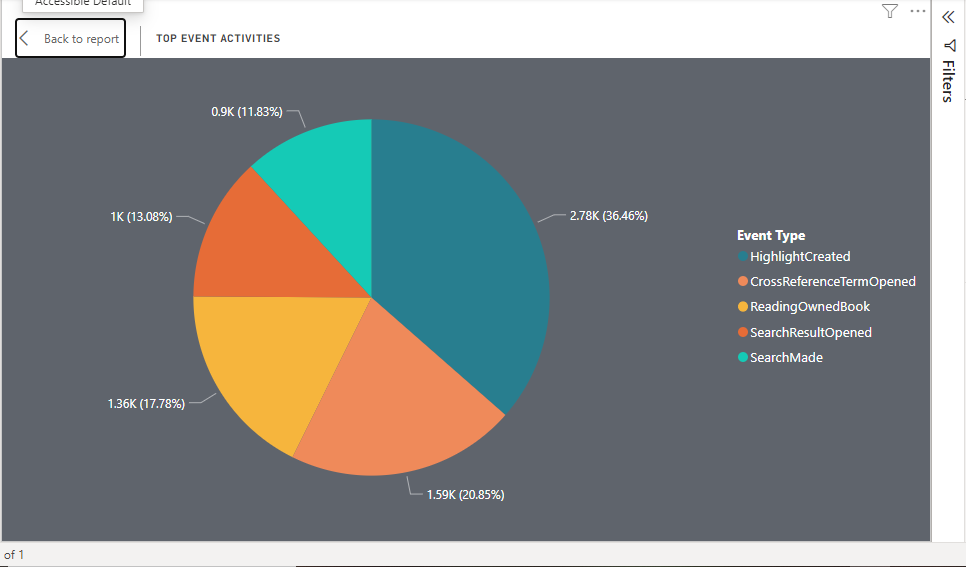 Accessible Default
Back to report
TOP EVENT ACTIVITIES
Filters
0.9K (11.83%)
1K (13.08%)
2.78K (36.46%)
1.36K (17.78%)
1.59K (20.85%)
Event Type
HighlightCreated
CrossReferenceTermOpened
ReadingOwnedBook
SearchResultOpened
SearchMade
of 1